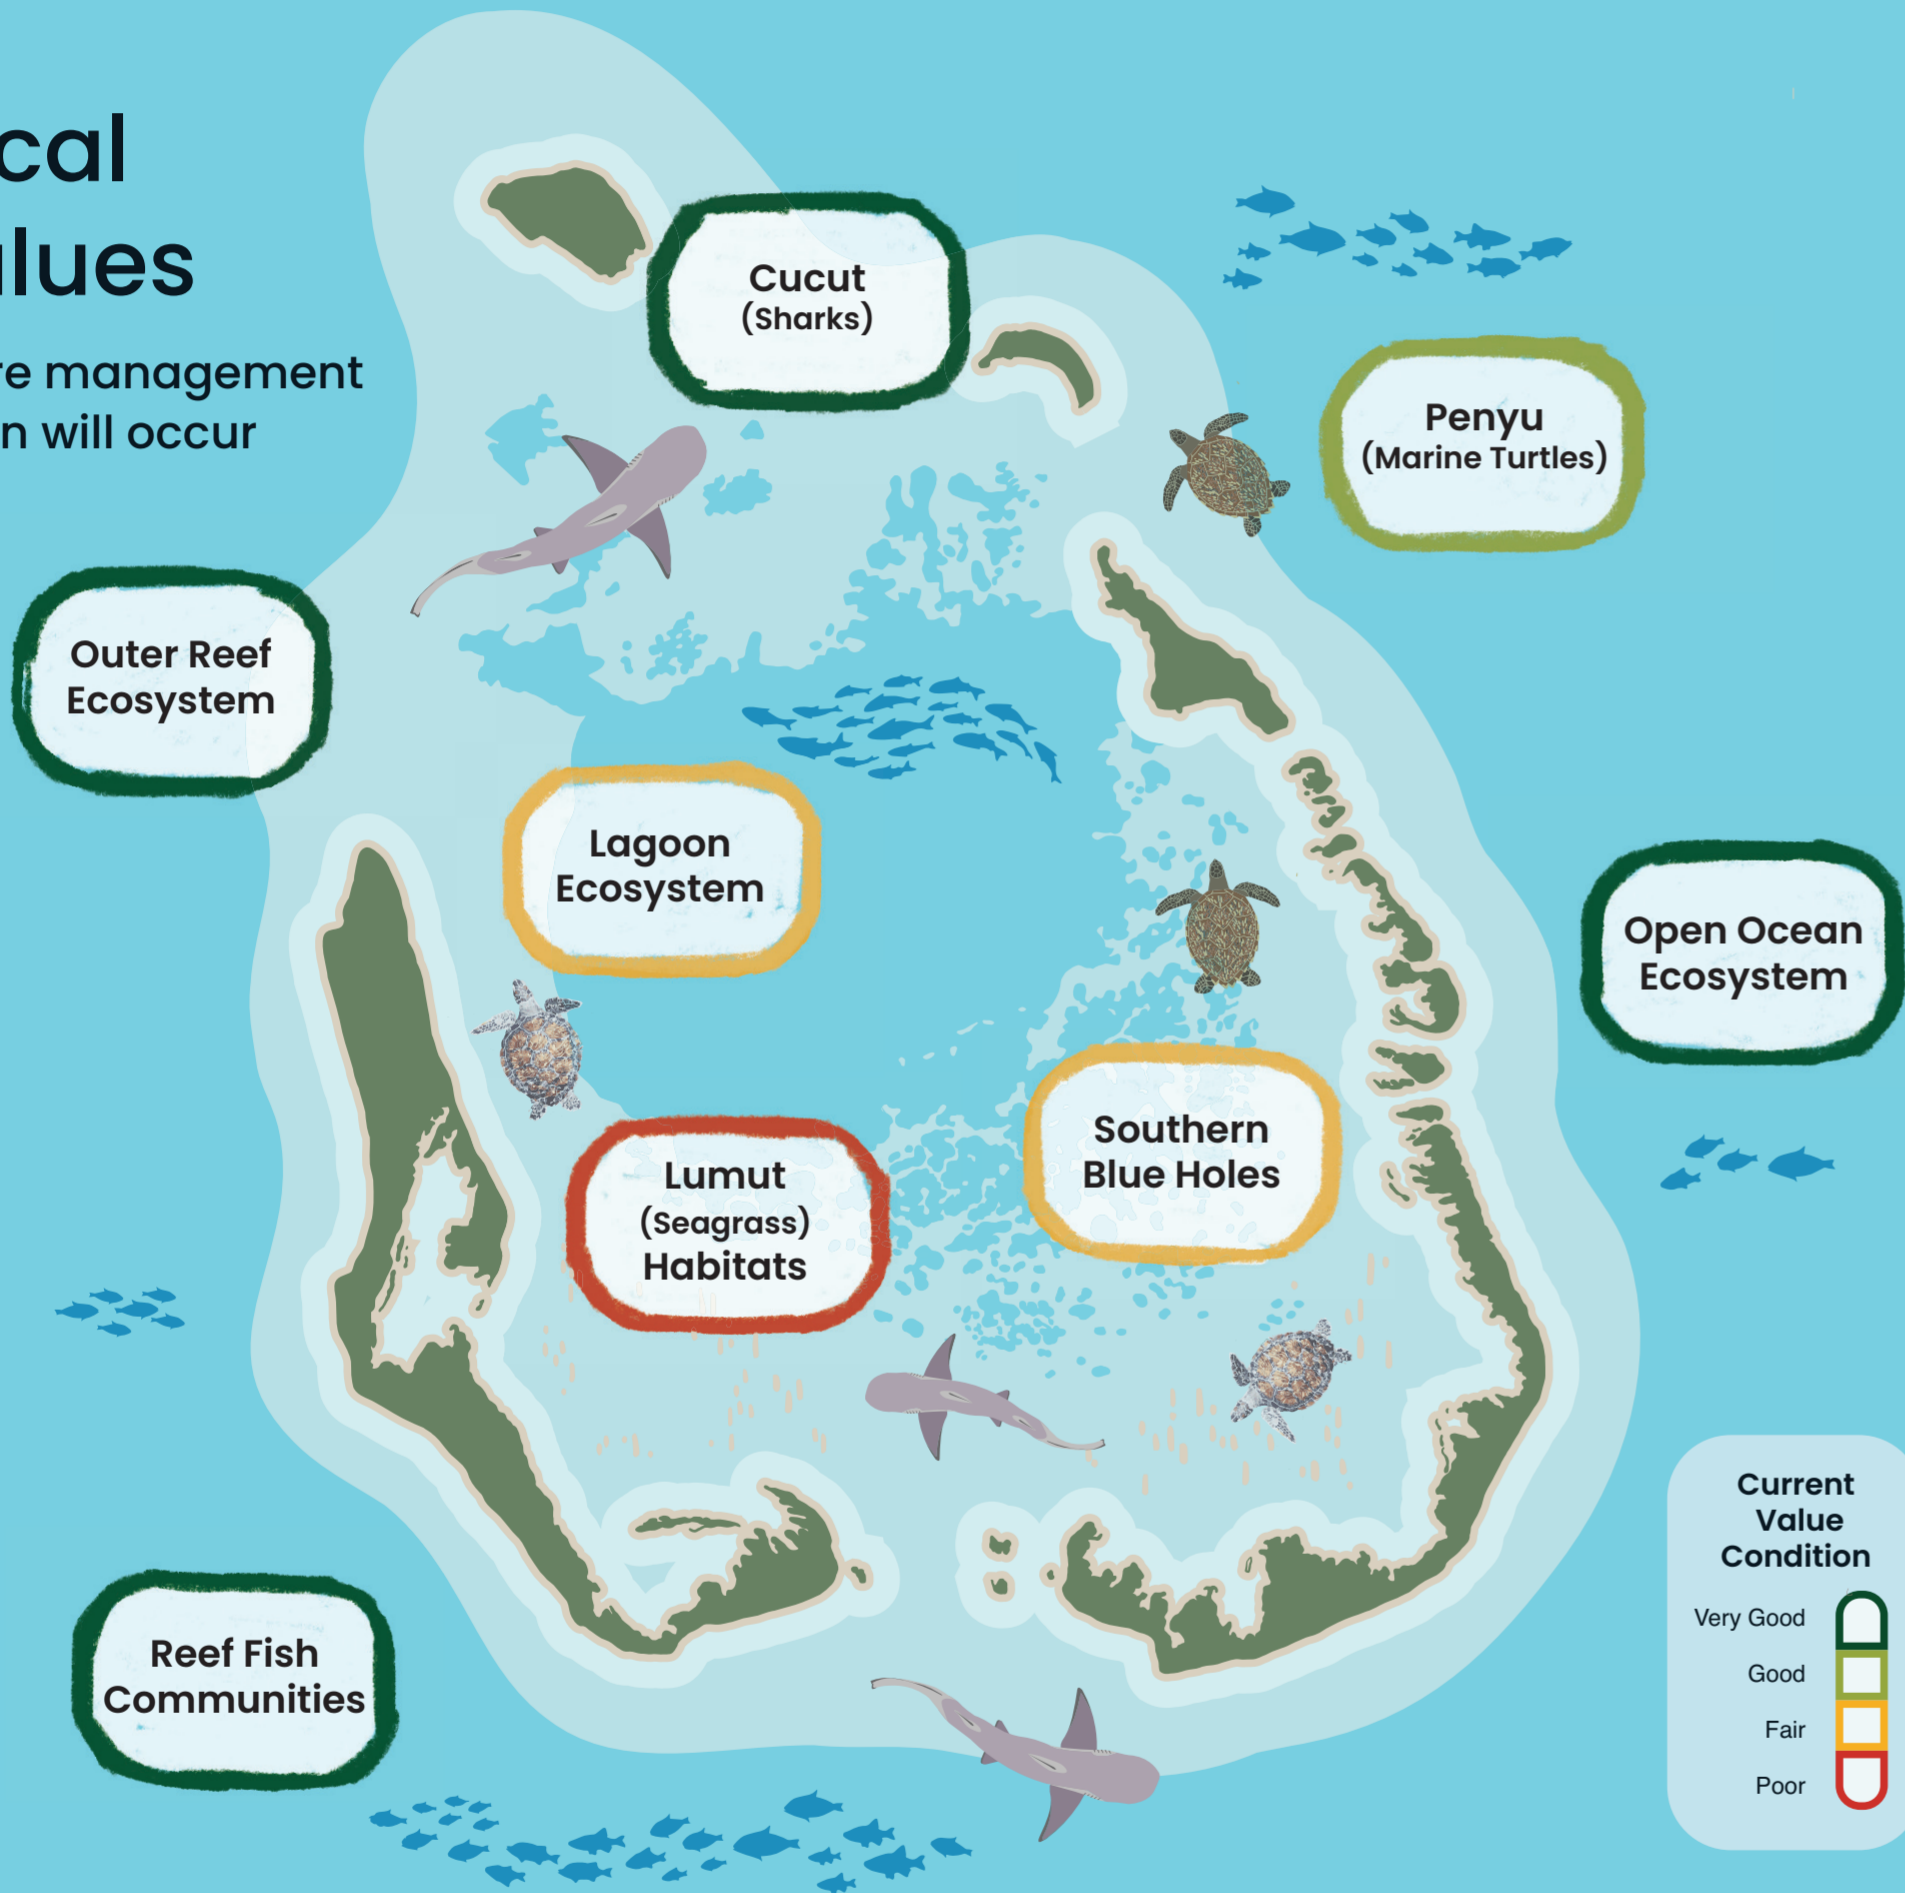 cal
lues
re management
n will occur
Cucut
(Sharks)
Penyu
(Marine Turtles)
Outer Reef
Ecosystem
Lagoon
Ecosystem
Open Ocean
Ecosystem
Southern
Blue Holes
Lumut
(Seagrass)
Habitats
Reef Fish
Communities
Current
Value
Condition
Very Good
Good
Fair
Poor